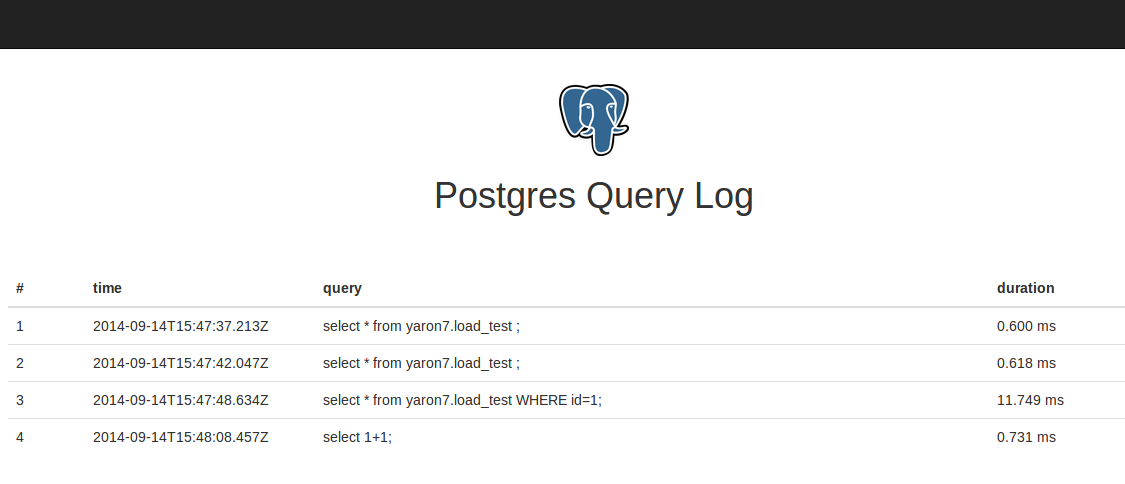 Postgres Query Log
# time query duration
1 2014-09-14T15:47:37.213Z select * from yaron7.load_test ; 0.600 ms
2 2014-09-14T15:47:42.047Z select * from yaron7.load_test ; 0.618 ms
3 2014-09-14T15:47:48.634Z select * from yaron7.load_test WHERE id=1; 11.749 ms
4 2014-09-14T15:48:08.457Z select 1+1; 0.731 ms